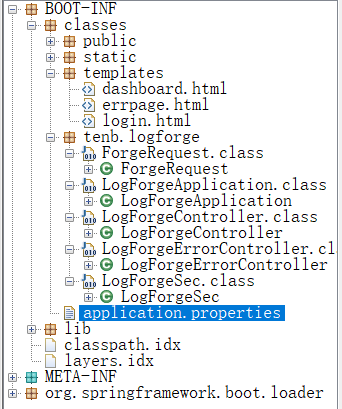 BOOT-INF
classes
public
static
templates
dashboard.html
errpage.html
login.html
tenb.logforge
ForgeRequest.class
ForgeRequest
LogForgeApplication.class
LogForgeApplication
LogForgeController.class
LogForgeController
LogForgeErrorController.cl
LogForgeErrorController
LogForgeSec.class
LogForgeSec
application.properties
lib
classpath.idx
layers.idx
META-INF
org.springframework.boot.loader